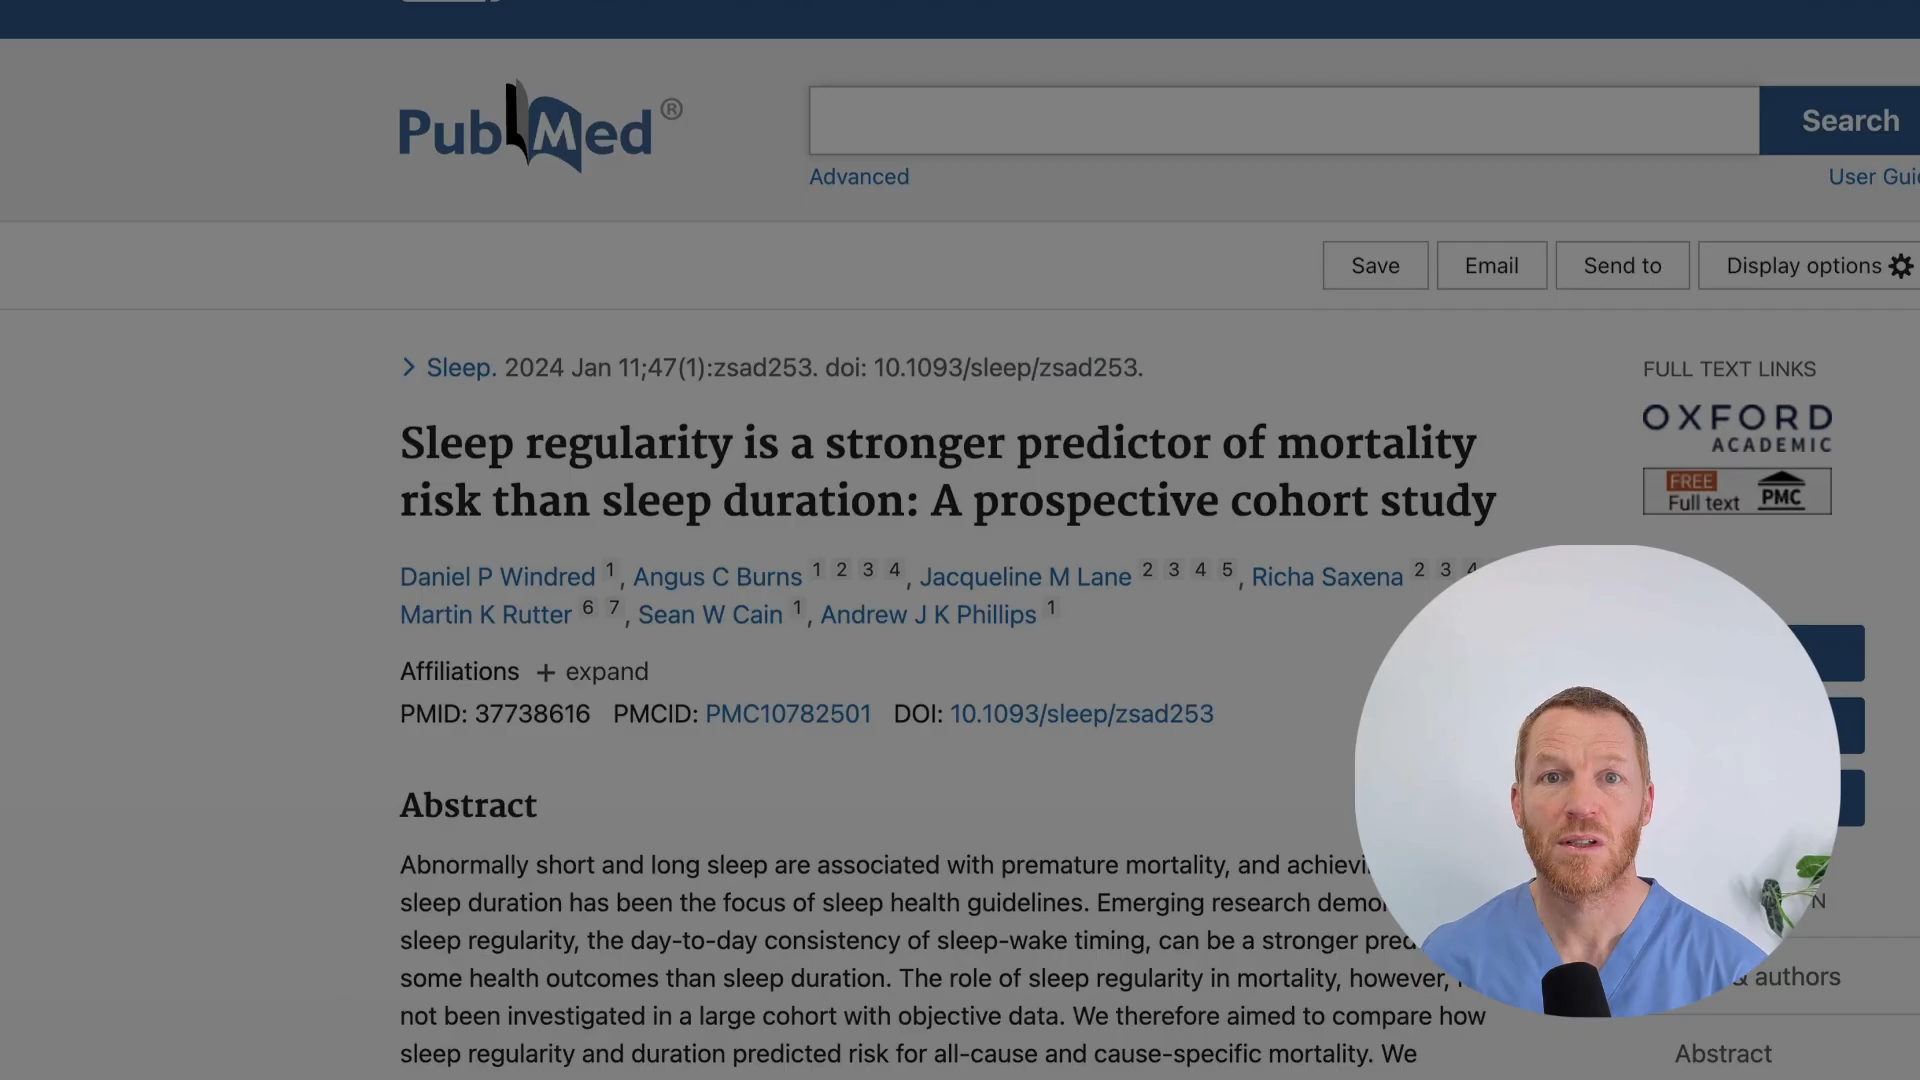 PubMed®
Search
Advanced
User Gui
Save
Email
Send to
Display options
Sleep. 2024 Jan 11;47(1):zsad253. doi: 10.1093/sleep/zsad253.
Sleep regularity is a stronger predictor of mortality
risk than sleep duration: A prospective cohort study
Daniel P Windred 1, Angus C Burns 1 2 3 4, Jacqueline M Lane 2 3 4 5, Richa Saxena 2 3 4
Martin K Rutter 6 7, Sean W Cain 1, Andrew J K Phillips 1
Affiliations + expand
PMID: 37738616 PMCID: PMC10782501 DOI: 10.1093/sleep/zsad253
Abstract
Abnormally short and long sleep are associated with premature mortality, and achievi
sleep duration has been the focus of sleep health guidelines. Emerging research demo
sleep regularity, the day-to-day consistency of sleep-wake timing, can be a stronger pred
some health outcomes than sleep duration. The role of sleep regularity in mortality, however,
not been investigated in a large cohort with objective data. We therefore aimed to compare how
sleep regularity and duration predicted risk for all-cause and cause-specific mortality. We
FULL TEXT LINKS
OXFORD
ACADEMIC
FREE
Full text
PMC
N
& authors
Abstract